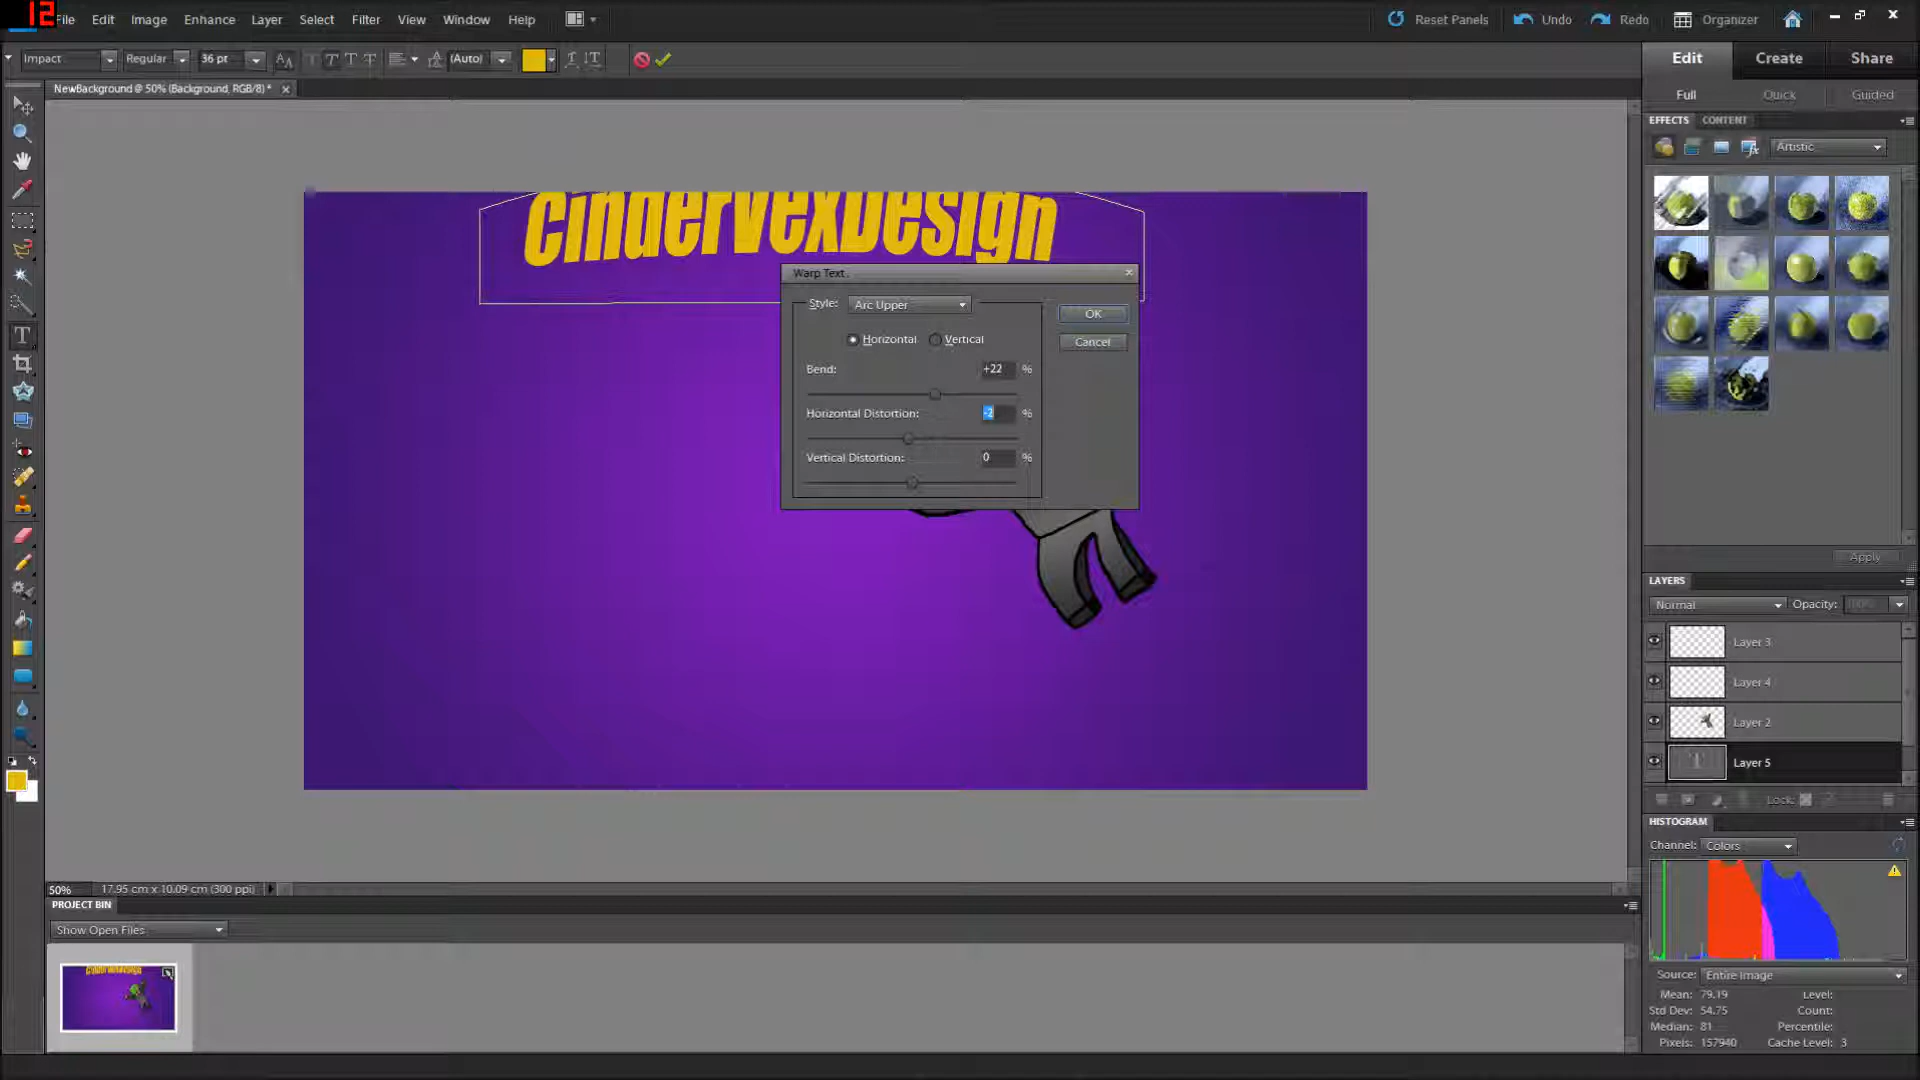 12
File Edit Image Enhance Layer Select Filter View Window Help
Reset Panels Undo Redo Organizer
Impact Regular 36 pt (Auto)
Edit Create Share
NewBackground @ 50% (Background, RGB/8) *
Full Quick Guided
EFFECTS CONTENT
Artistic
CinderVexDesign
Warp Text
Style: Arc Upper
OK
Horizontal Vertical
Cancel
Bend: +22 %
Horizontal Distortion: -2 %
Vertical Distortion: 0 %
Apply
LAYERS
Normal Opacity: 100%
Layer 3
Layer 4
Layer 2
Layer 5
Lock:
HISTOGRAM
Channel: Colors
50% 17.95 cm x 10.09 cm (300 ppi)
PROJECT BIN
Show Open Files
CinderVexDesign
Source: Entire Image
Mean: 79.19 Level:
Std Dev: 54.75 Count:
Median: 81 Percentile:
Pixels: 157940 Cache Level: 3